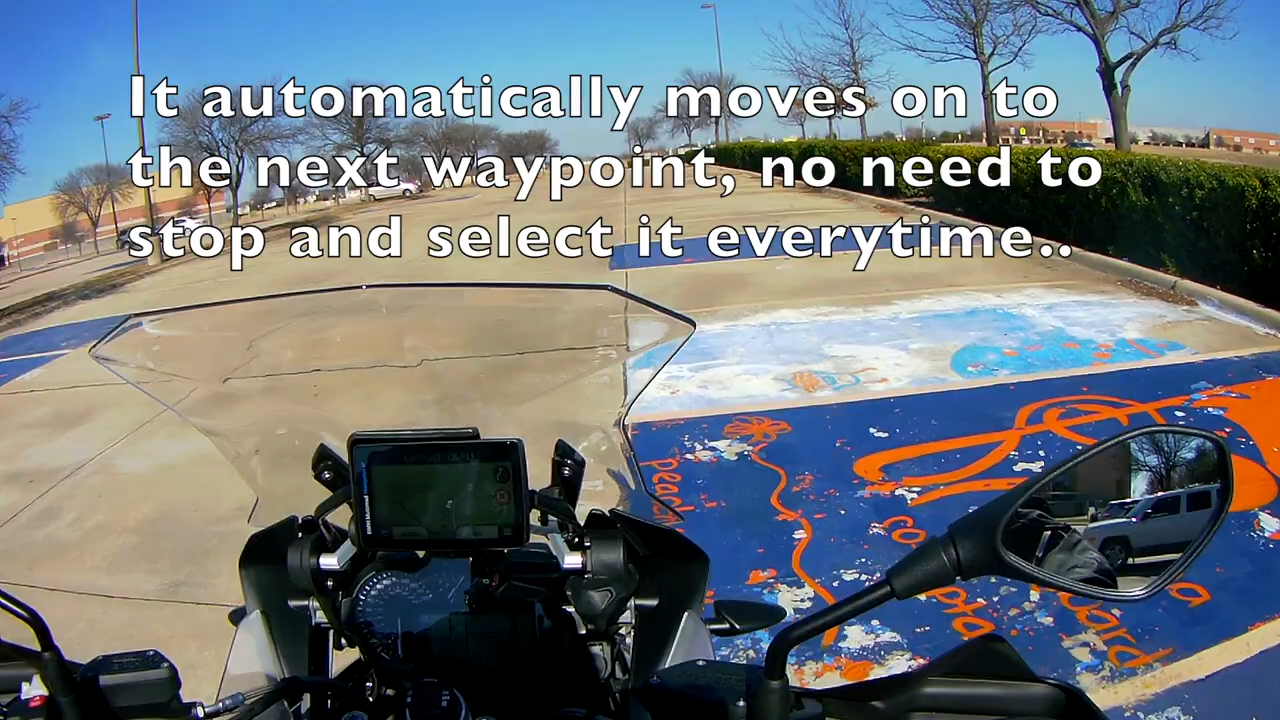 It automatically moves on to
the next waypoint, no need to
stop and select it everytime..